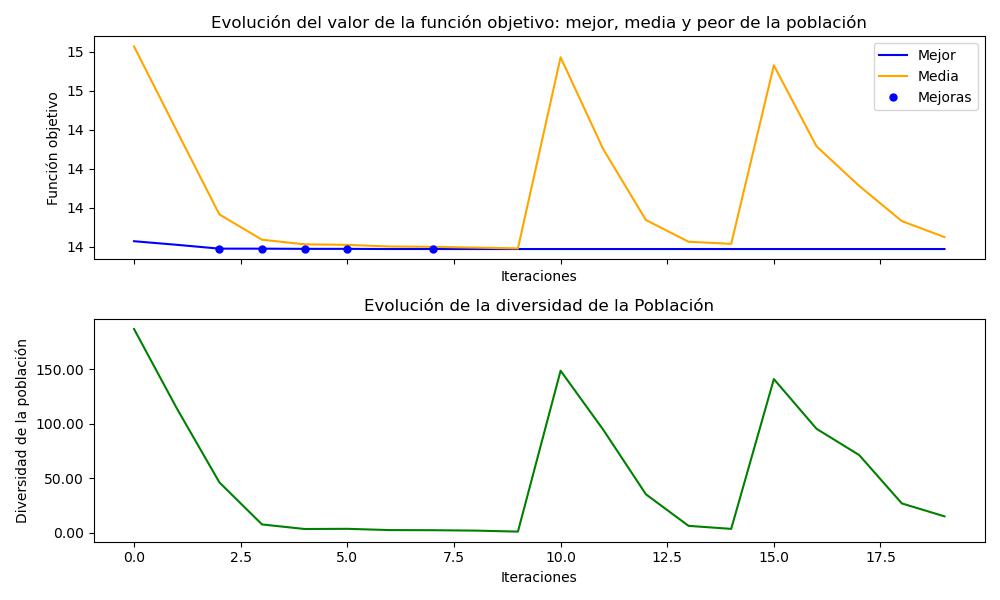 Evolución del valor de la función objetivo: mejor, media y peor de la población
15
15
14
14
14
14
Función objetivo
Mejor
Media
Mejoras
Iteraciones
Evolución de la diversidad de la Población
150.00
100.00
50.00
0.00
Diversidad de la población
0.0 2.5 5.0 7.5 10.0 12.5 15.0 17.5
Iteraciones